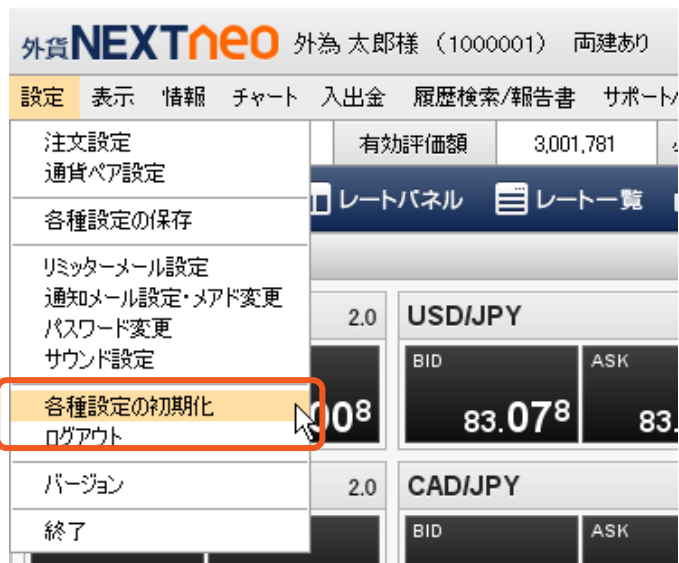 外貨NEXTneo 外為 太郎様 (1000001) 両建あり
設定 表示 情報 チャート 入出金 履歴検索/報告書 サポート
注文設定
通貨ペア設定
各種設定の保存
リミッターメール設定
通知メール設定・メアド変更
パスワード変更
サウンド設定
各種設定の初期化
ログアウト
バージョン
終了
有効評価額 3,001,781
レートパネル レート一覧
2.0 USD/JPY
BID ASK
008 83.078 83.
2.0 CAD/JPY
BID ASK